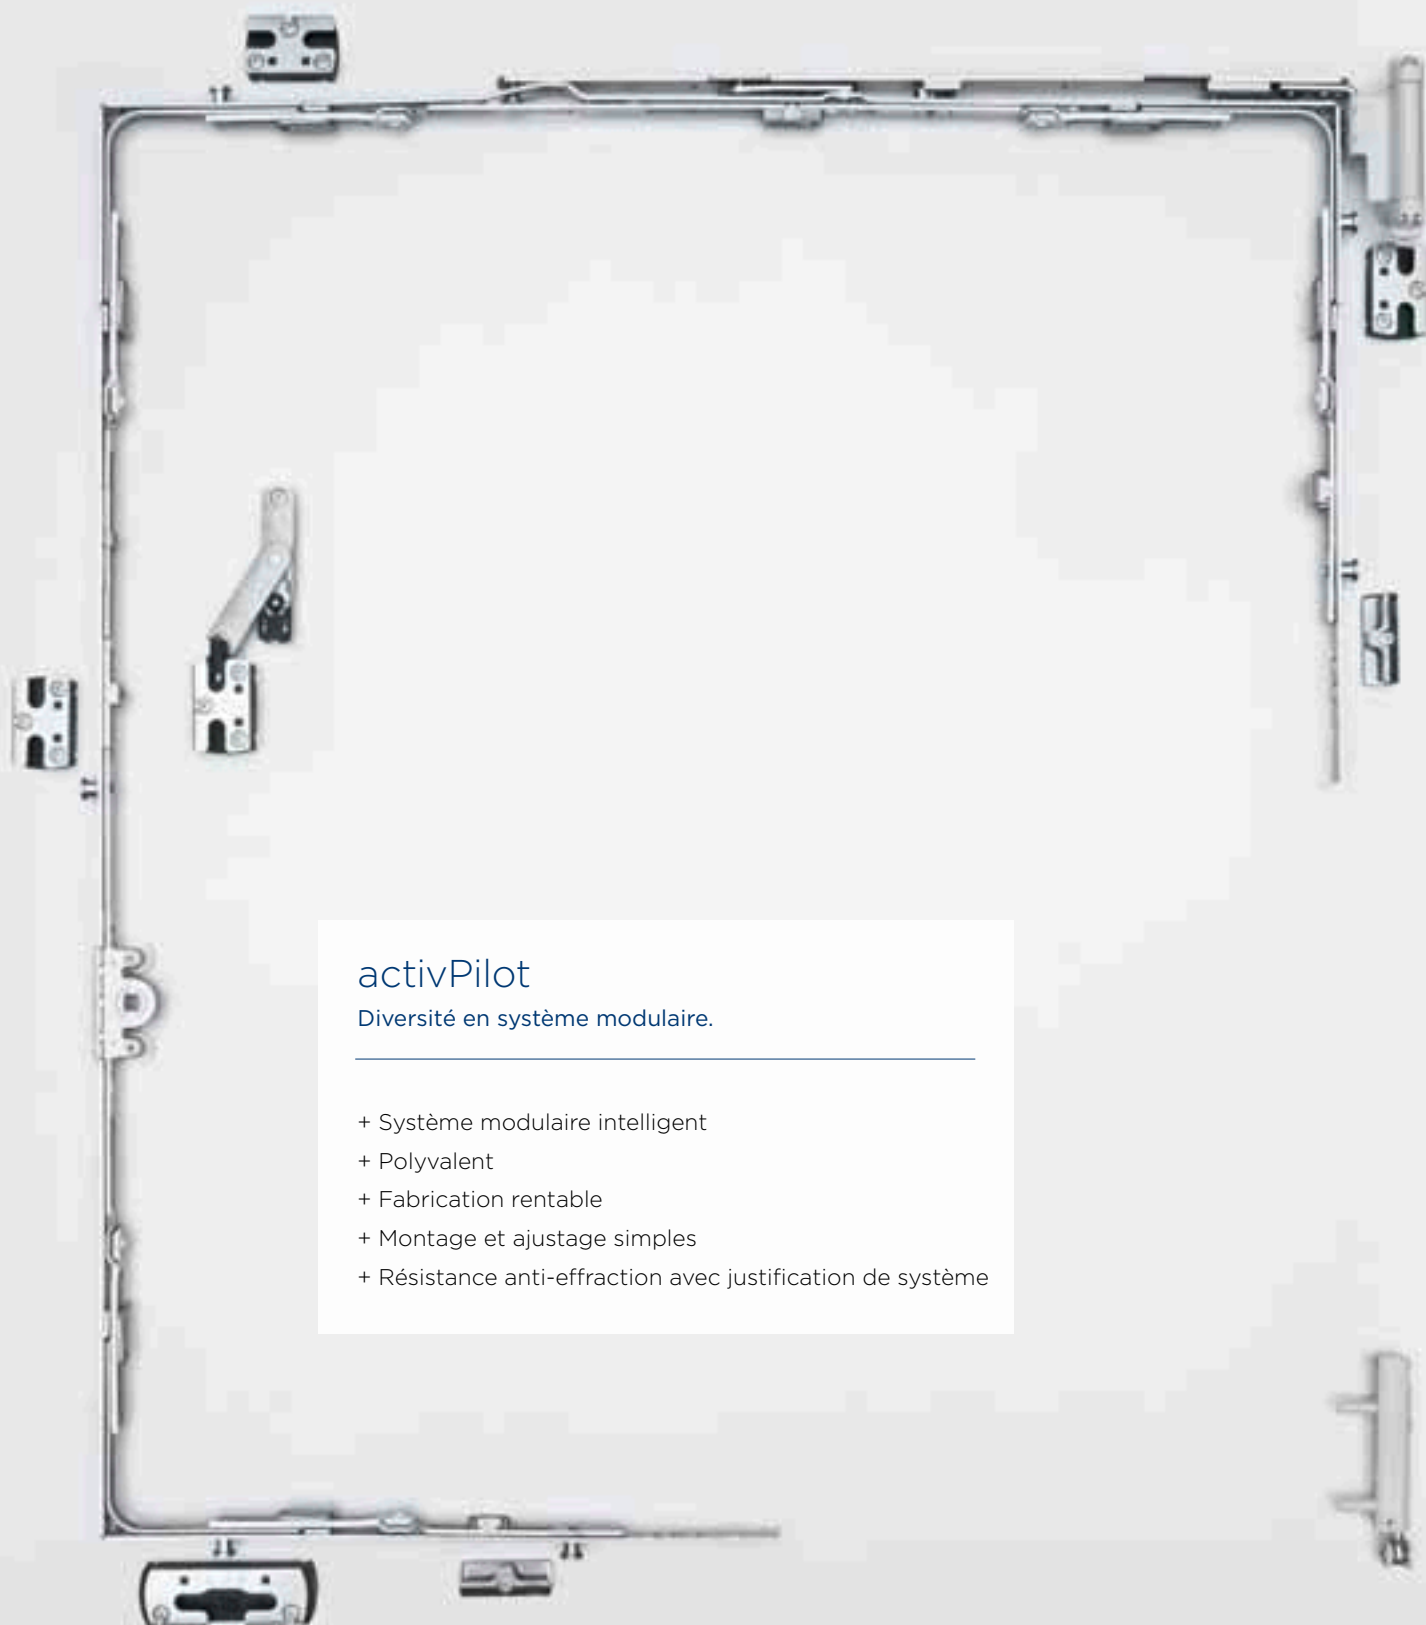 activPilot
Diversité en système modulaire.
+ Système modulaire intelligent
+ Polyvalent
+ Fabrication rentable
+ Montage et ajustage simples
+ Résistance anti-effraction avec justification de système